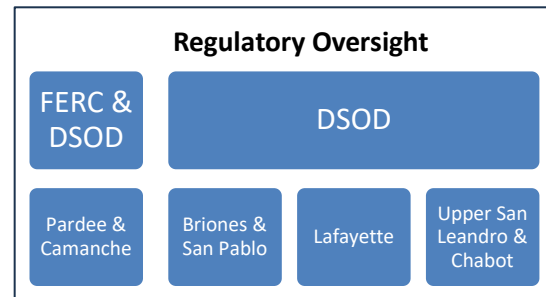 Regulatory Oversight
FERC &
DSOD
DSOD
Pardee &
Camanche
Briones &
San Pablo
Lafayette
Upper San
Leandro &
Chabot